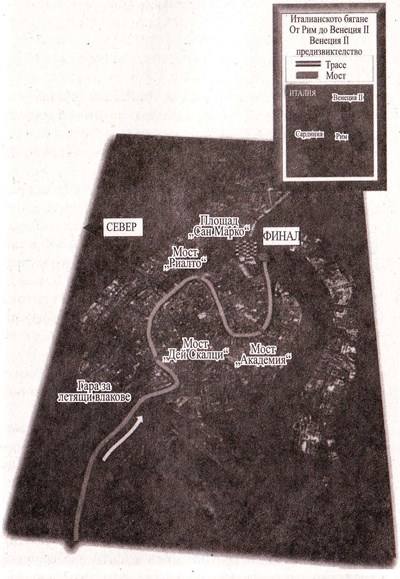 Италианското бягане
От Рим до Венеция II
Венеция II
предизвиктелство
Трасе
Мост
ИТАЛИЯ
Венеция II
Сардиния
Рим
СЕВЕР
Площад
„Сан Марко“
ФИНАЛ
Мост
„Риалто“
Мост
„Дей Скалци“
Мост
„Академия“
Гара за
летящи влакове